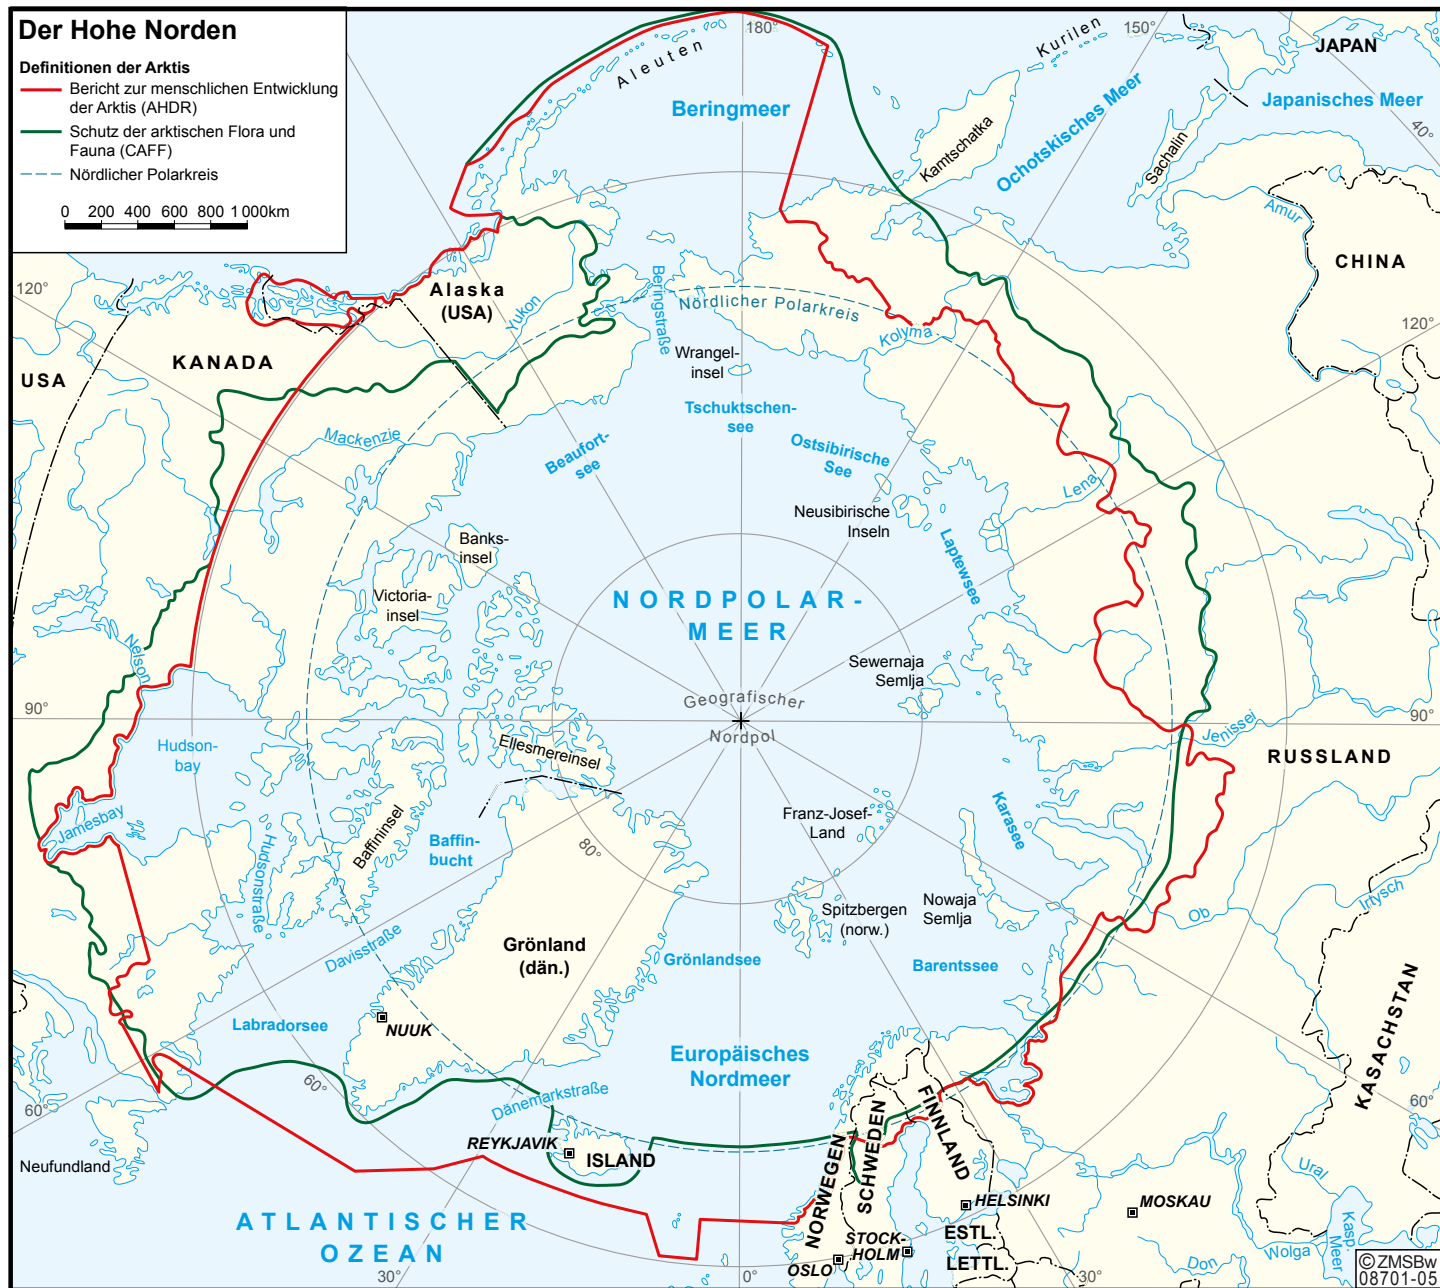 Der Hohe Norden
Definitionen der Arktis
Bericht zur menschlichen Entwicklung
der Arktis (AHDR)
Schutz der arktischen Flora und
Fauna (CAFF)
Nördlicher Polarkreis
0 200 400 600 800 1 000km
180°
150°
Aleuten
Kurilen
JAPAN
Beringmeer
Ochotskisches Meer
Japanisches Meer
40°
Kamtschatka
Sachalin
Amur
CHINA
120°
Alaska
(USA)
Yukon
Beringstraße
Nördlicher Polarkreis
Kolyma
120°
KANADA
USA
Wrangel-
insel
Tschuktschen-
see
Mackenzie
Beaufort-
see
Ostsibirische
See
Lena
Neusibirische
Inseln
Banks-
insel
Laptewsee
Victoria-
insel
NORDPOLAR-
MEER
Nelson
Sewernaja
Semlja
Geografischer
Nordpol
90°
90°
Jenissei
Hudson-
bay
Ellesmereinsel
RUSSLAND
Jamesbay
Hudsonstraße
Baffininsel
Baffin-
bucht
80°
Franz-Josef-
Land
Karasee
Irtysch
Ob
Nowaja
Semlja
Spitzbergen
(norw.)
Davisstraße
Grönland
(dän.)
Grönlandsee
Barentssee
Labradorsee
NUUK
KASACHSTAN
Europäisches
Nordmeer
60°
60°
60°
Dänemarkstraße
FINNLAND
SCHWEDEN
NORWEGEN
REYKJAVIK
ISLAND
Neufundland
Ural
HELSINKI
MOSKAU
ATLANTISCHER
OZEAN
STOCK-
HOLM
OSLO
ESTL.
LETTL.
Don
Wolga
Kasp.
Meer
30°
0°
30°
©ZMSBw
08701-05